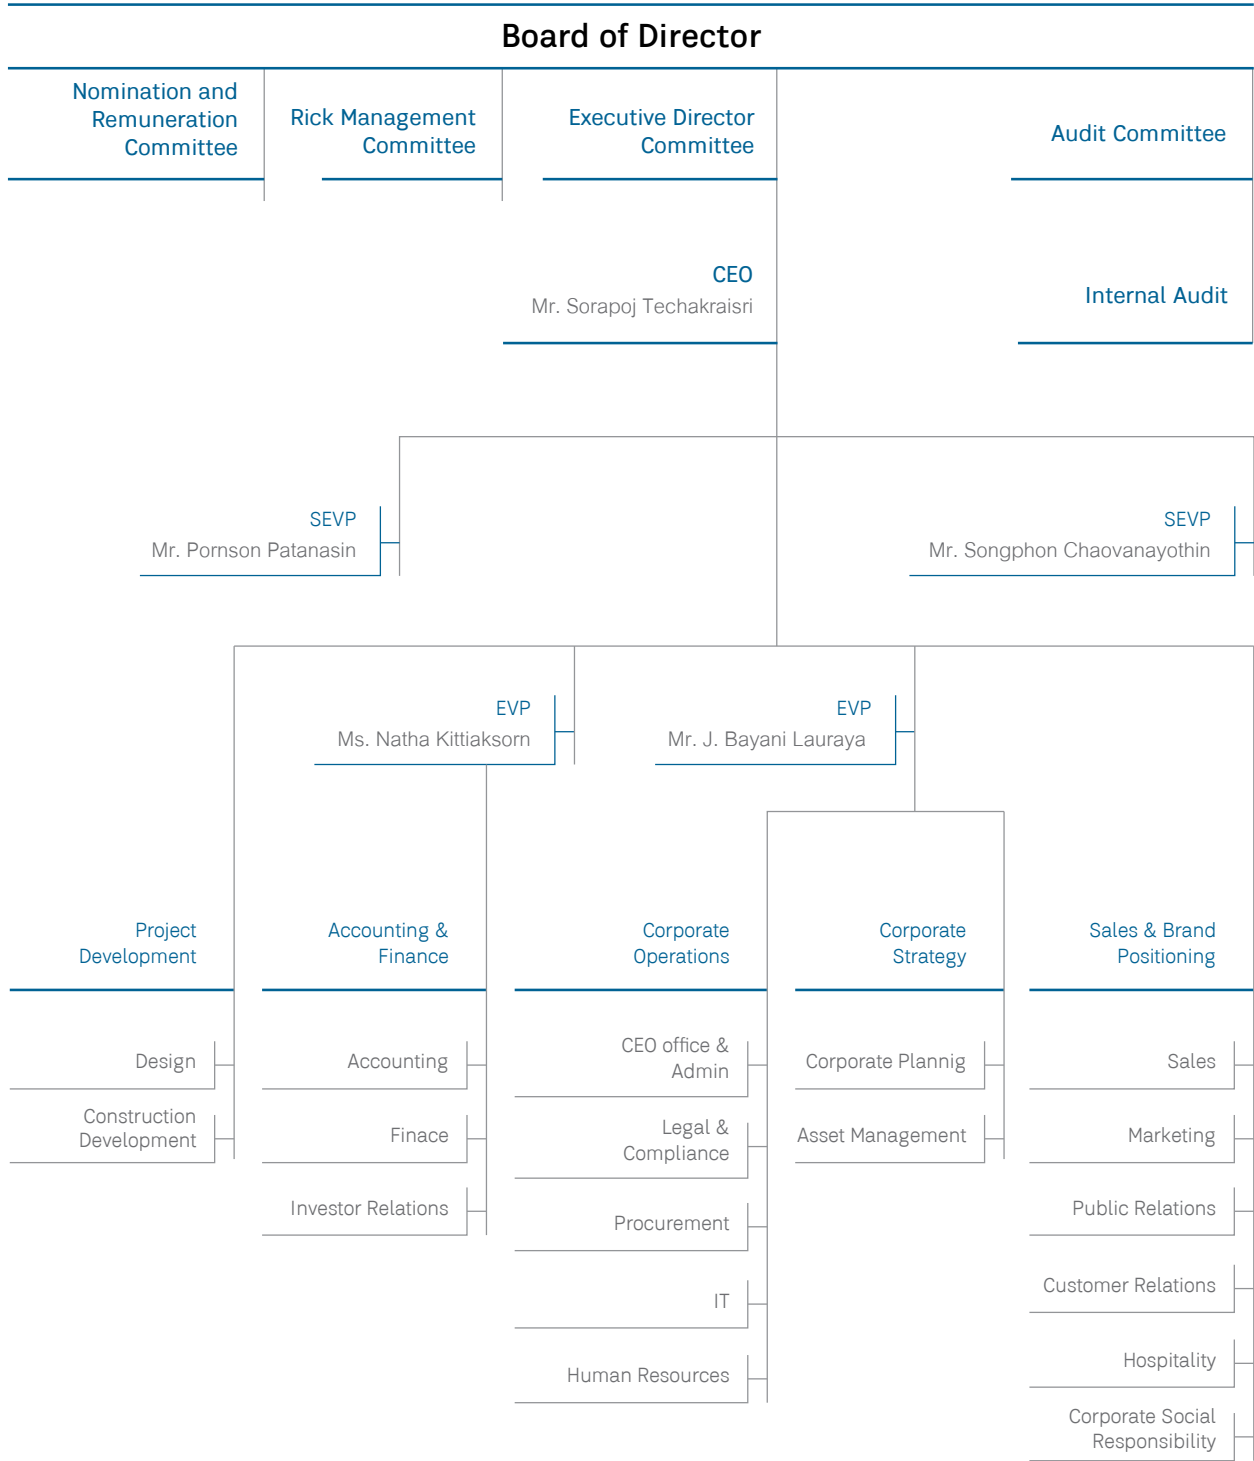 Board of Director
Nomination and
Remuneration
Committee
Rick Management
Committee
Executive Director
Committee
Audit Committee
CEO
Mr. Sorapoj Techakraisri
Internal Audit
SEVP
Mr. Pornson Patanasin
SEVP
Mr. Songphon Chaovanayothin
EVP
Ms. Natha Kittiaksorn
EVP
Mr. J. Bayani Lauraya
Project
Development
Accounting &
Finance
Corporate
Operations
Corporate
Strategy
Sales & Brand
Positioning
Design
Construction
Development
Accounting
Finace
Investor Relations
CEO office &
Admin
Legal &
Compliance
Procurement
IT
Human Resources
Corporate Plannig
Asset Management
Sales
Marketing
Public Relations
Customer Relations
Hospitality
Corporate Social
Responsibility